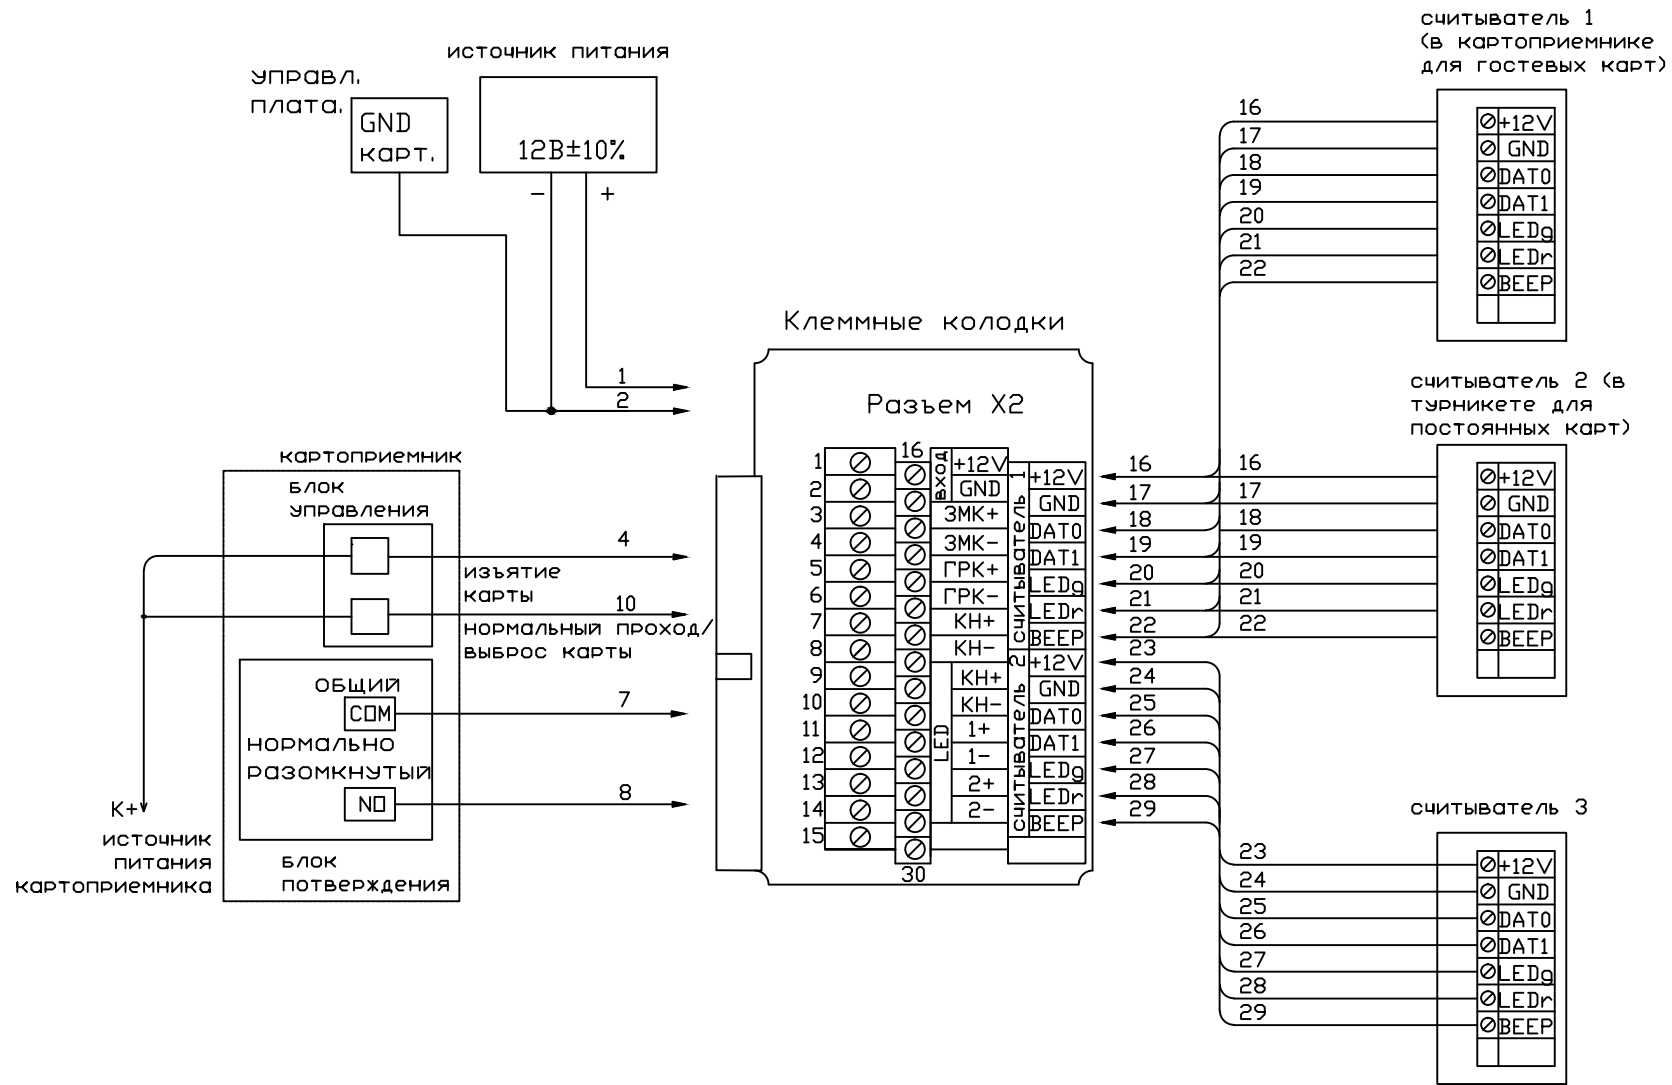 источник питания
управл.
плата.
GND
карт.
12В±10%
-
+
1
2
картоприемник
блок
управления
4
изъятие
карты
10
нормальный проход/
выброс карты
общий
COM
7
нормально
разомкнутый
NO
8
К+
источник
питания
картоприемника
блок
потверждения
Клеммные колодки
Разъем X2
1
2
3
4
5
6
7
8
9
10
11
12
13
14
15
16
30
вход
+12V
GND
ЗМК+
ЗМК-
ГРК+
ГРК-
КН+
КН-
LED
КН+
КН-
1+
1-
2+
2-
считыватель 1
+12V
GND
DAT0
DAT1
LEDg
LEDr
BEEP
считыватель 2
+12V
GND
DAT0
DAT1
LEDg
LEDr
BEEP
16
17
18
19
20
21
22
23
24
25
26
27
28
29
считыватель 1
(в картоприемнике
для гостевых карт)
16 +12V
17 GND
18 DAT0
19 DAT1
20 LEDg
21 LEDr
22 BEEP
считыватель 2 (в
турникете для
постоянных карт)
16 +12V
17 GND
18 DAT0
19 DAT1
20 LEDg
21 LEDr
22 BEEP
считыватель 3
23 +12V
24 GND
25 DAT0
26 DAT1
27 LEDg
28 LEDr
29 BEEP